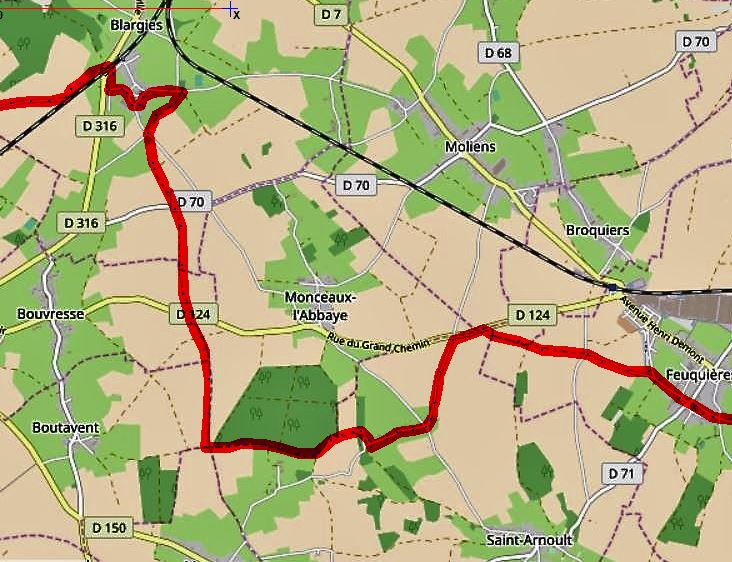 x
D 7
Blargies
D 68
D 70
D 316
Moliens
D 70
D 70
D 316
Broquiers
Monceaux-
l'Abbaye
Bouvresse
D 124
D 124
Avenue Henri Demont
Rue du Grand Chemin
Feuquières
Boutavent
D 71
D 150
Saint-Arnoult